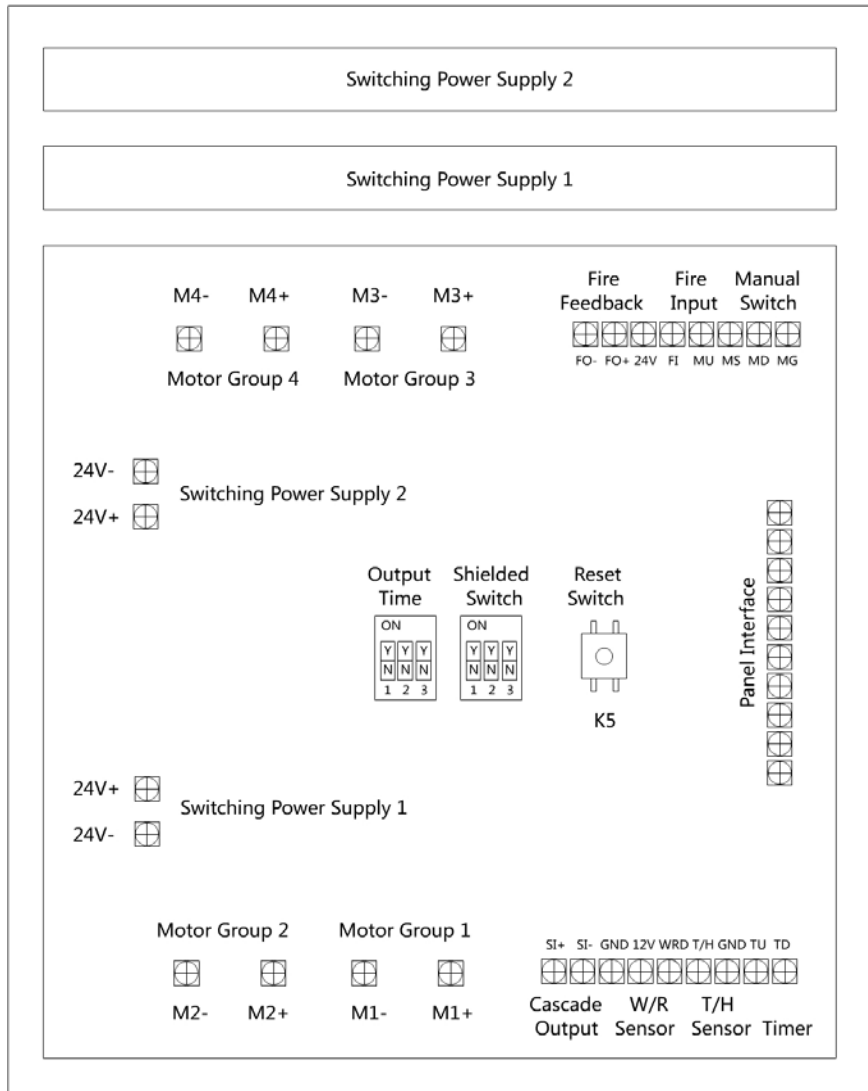 Switching Power Supply 2
Switching Power Supply 1
M4- M4+ M3- M3+
Fire Feedback Fire Input Manual Switch
FO- FO+ 24V FI MU MS MD MG
Motor Group 4 Motor Group 3
24V-
Switching Power Supply 2
24V+
Output Time Shielded Switch Reset Switch
ON ON
Y Y Y Y Y Y
N N N N N N
1 2 3 1 2 3
K5
Panel Interface
24V+
Switching Power Supply 1
24V-
Motor Group 2 Motor Group 1
SI+ SI- GND 12V WRD T/H GND TU TD
M2- M2+ M1- M1+
Cascade Output W/R Sensor T/H Sensor Timer